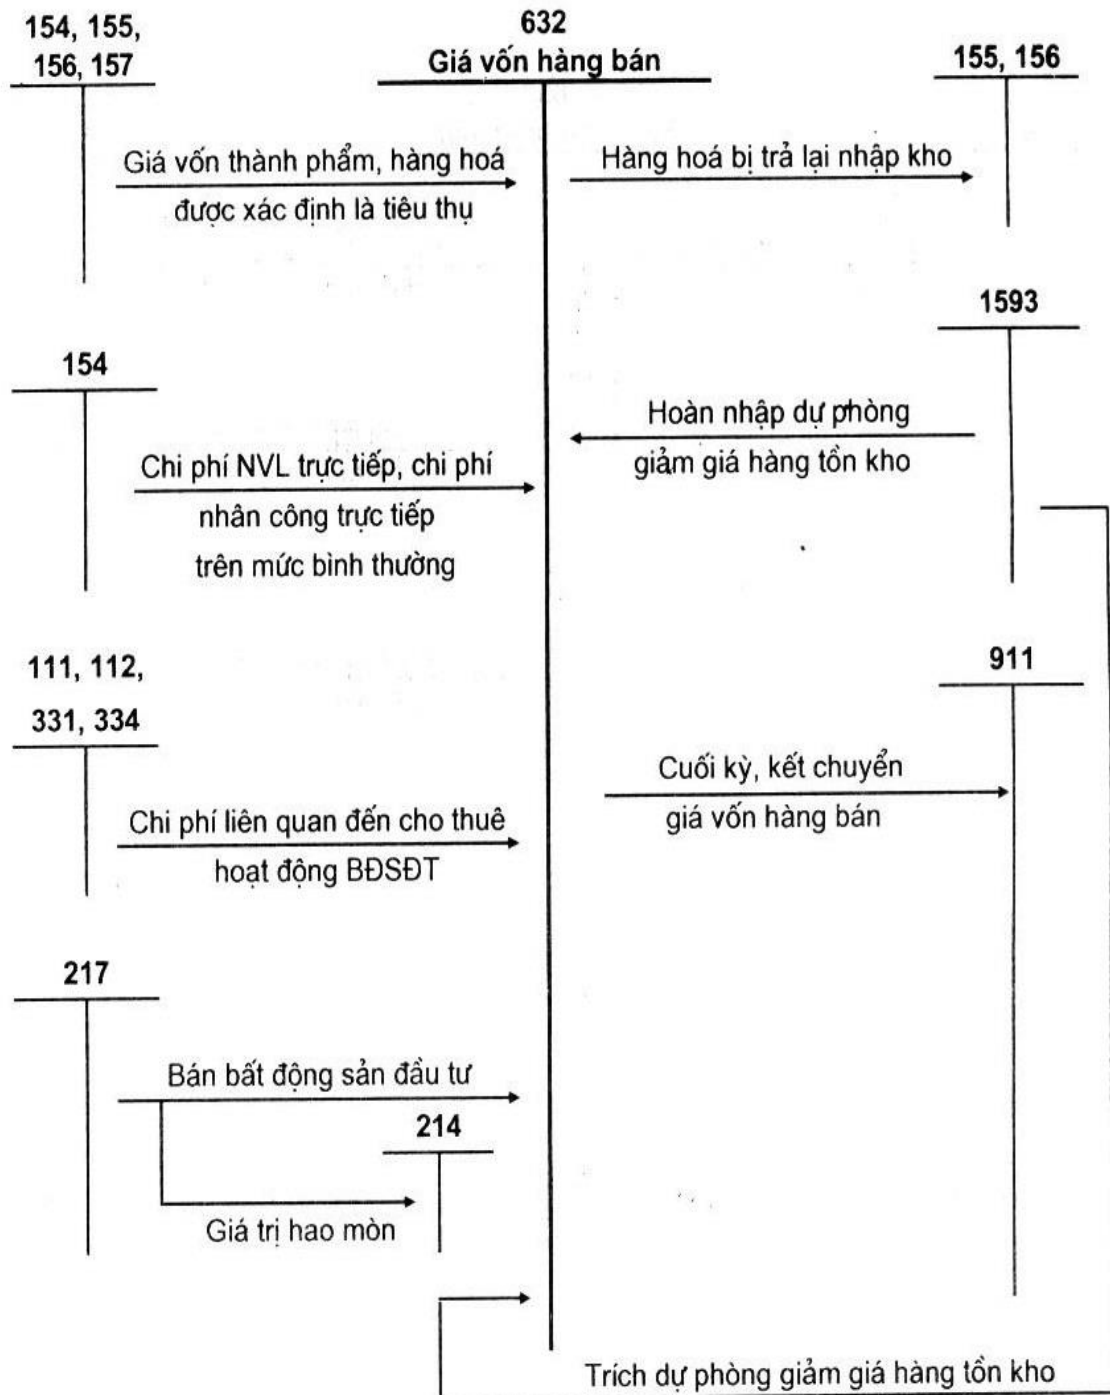 154, 155,
156, 157
632
Giá vốn hàng bán
155, 156
Giá vốn thành phẩm, hàng hoá
được xác định là tiêu thụ
Hàng hoá bị trả lại nhập kho
1593
154
Hoàn nhập dự phòng
giảm giá hàng tồn kho
Chi phí NVL trực tiếp, chi phí
nhân công trực tiếp
trên mức bình thường
111, 112,
331, 334
911
Cuối kỳ, kết chuyển
giá vốn hàng bán
Chi phí liên quan đến cho thuê
hoạt động BĐSĐT
217
Bán bất động sản đầu tư
214
Giá trị hao mòn
Trích dự phòng giảm giá hàng tồn kho